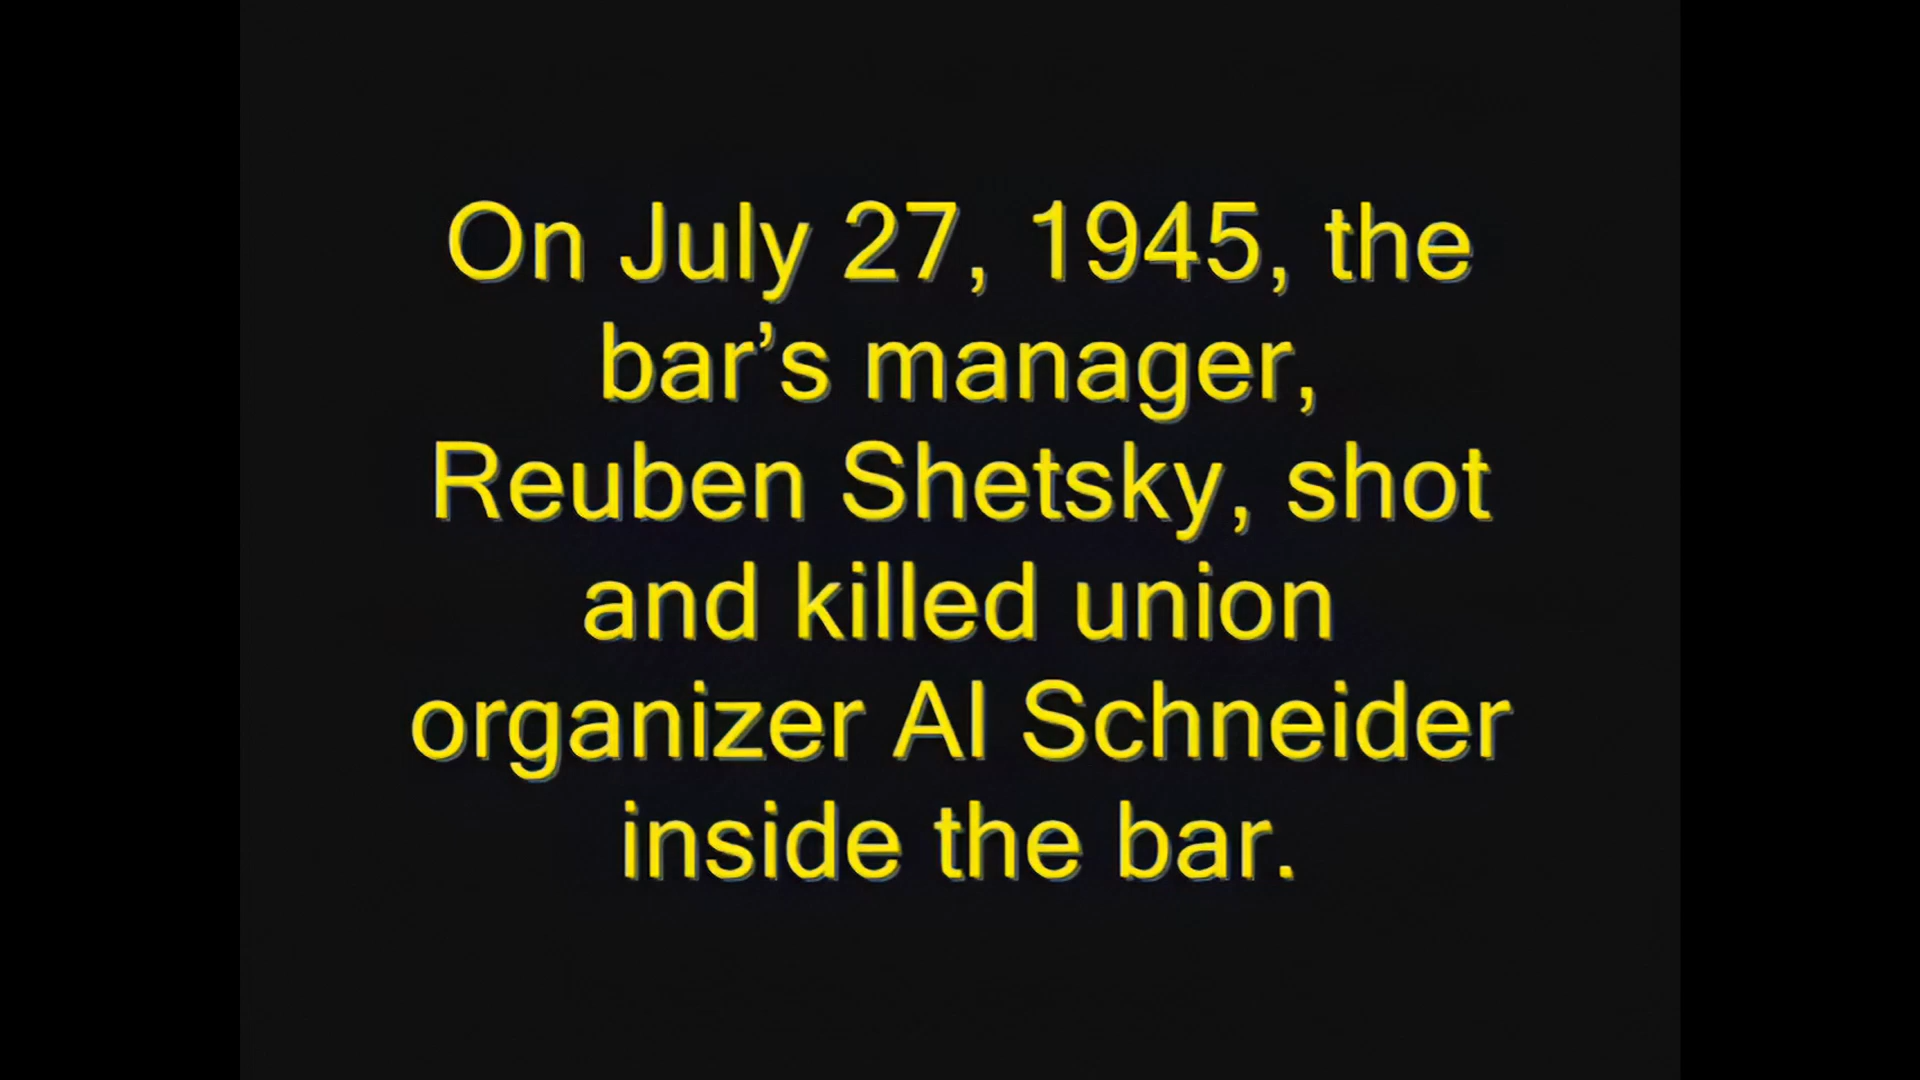 On July 27, 1945, the
bar’s manager,
Reuben Shetsky, shot
and killed union
organizer Al Schneider
inside the bar.